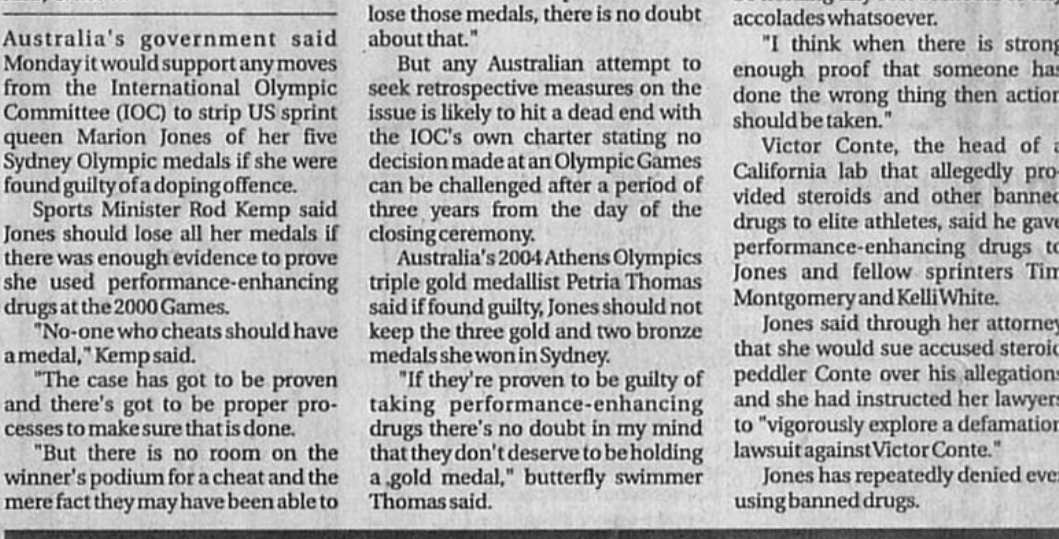 Australia's government said
Monday it would support any moves
from the International Olympic
Committee (IOC) to strip US sprint
queen Marion Jones of her five
Sydney Olympic medals if she were
found guilty of a doping offence.
Sports Minister Rod Kemp said
Jones should lose all her medals if
there was enough evidence to prove
she used performance-enhancing
drugs at the 2000 Games.
"No-one who cheats should have
a medal," Kemp said.
"The case has got to be proven
and there's got to be proper pro-
cesses to make sure that is done.
"But there is no room on the
winner's podium for a cheat and the
mere fact they may have been able to
lose those medals, there is no doubt
about that."
But any Australian attempt to
seek retrospective measures on the
issue is likely to hit a dead end with
the IOC's own charter stating no
decision made at an Olympic Games
can be challenged after a period of
three years from the day of the
closing ceremony.
Australia's 2004 Athens Olympics
triple gold medallist Petria Thomas
said if found guilty, Jones should not
keep the three gold and two bronze
medals she won in Sydney.
"If they're proven to be guilty of
taking performance-enhancing
drugs there's no doubt in my mind
that they don't deserve to be holding
a gold medal," butterfly swimmer
Thomas said.
accolades whatsoever.
"I think when there is strong
enough proof that someone has
done the wrong thing then action
should be taken."
Victor Conte, the head of a
California lab that allegedly pro-
vided steroids and other banned
drugs to elite athletes, said he gave
performance-enhancing drugs to
Jones and fellow sprinters Tim
Montgomery and Kelli White.
Jones said through her attorney
that she would sue accused steroid
peddler Conte over his allegations
and she had instructed her lawyers
to "vigorously explore a defamation
lawsuit against Victor Conte."
Jones has repeatedly denied ever
using banned drugs.